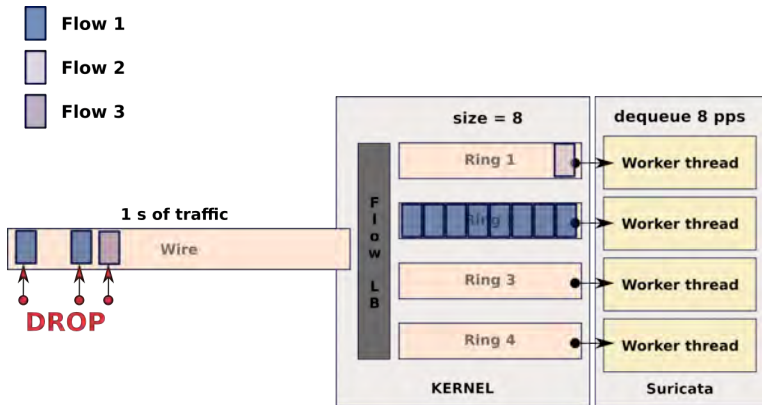 Flow 1
Flow 2
Flow 3
size = 8
dequeue 8 pps
Ring 1
Worker thread
1 s of traffic
Wire
Flow LB
Worker thread
Ring 3
Worker thread
DROP
Ring 4
Worker thread
KERNEL
Suricata